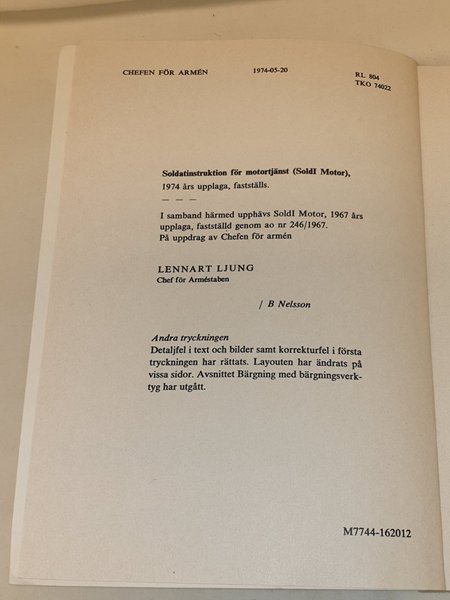 CHEFEN FÖR ARMÉN 1974-05-20 RL 804
TKO 74022
Soldatinstruktion för motortjänst (SoldI Motor),
1974 års upplaga, fastställs.
— — —
I samband härmed upphävs SoldI Motor, 1967 års
upplaga, fastställd genom ao nr 246/1967.
På uppdrag av Chefen för armén
LENNART LJUNG
Chef för Arméstaben
/ B Nelsson
Andra tryckningen
Detaljfel i text och bilder samt korrekturfel i första
tryckningen har rättats. Layouten har ändrats på
vissa sidor. Avsnittet Bärgning med bärgningsverk-
tyg har utgått.
M7744-162012